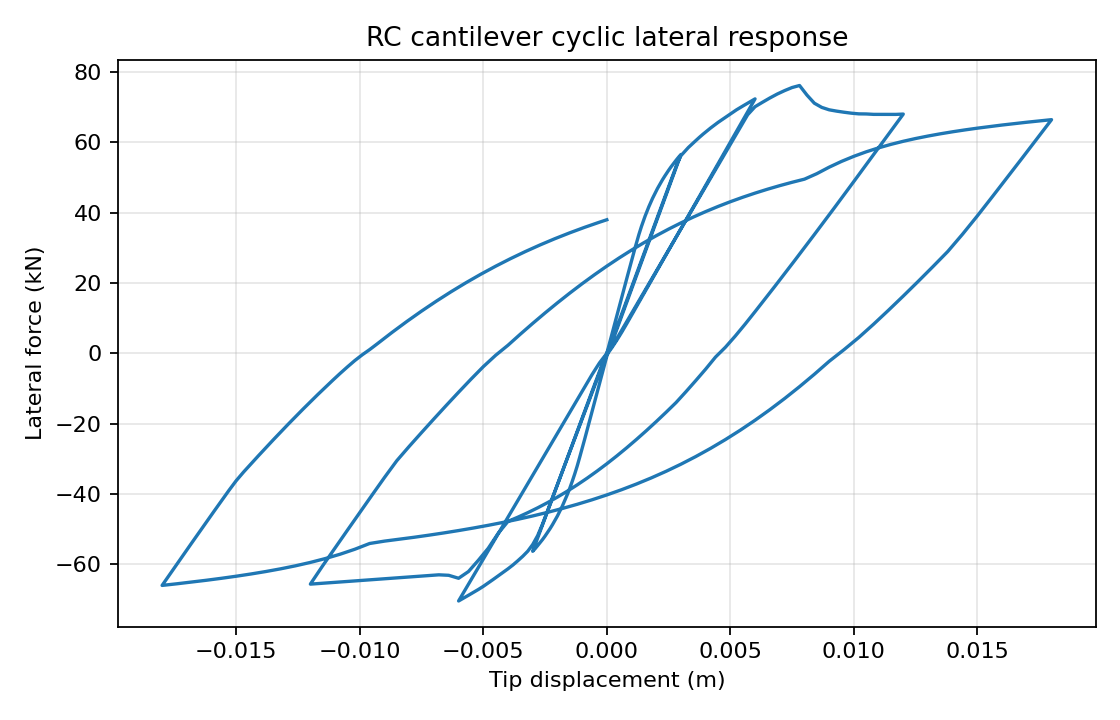 RC cantilever cyclic lateral response
80
60
40
20
0
−20
−40
−60
Lateral force (kN)
−0.015 −0.010 −0.005 0.000 0.005 0.010 0.015
Tip displacement (m)